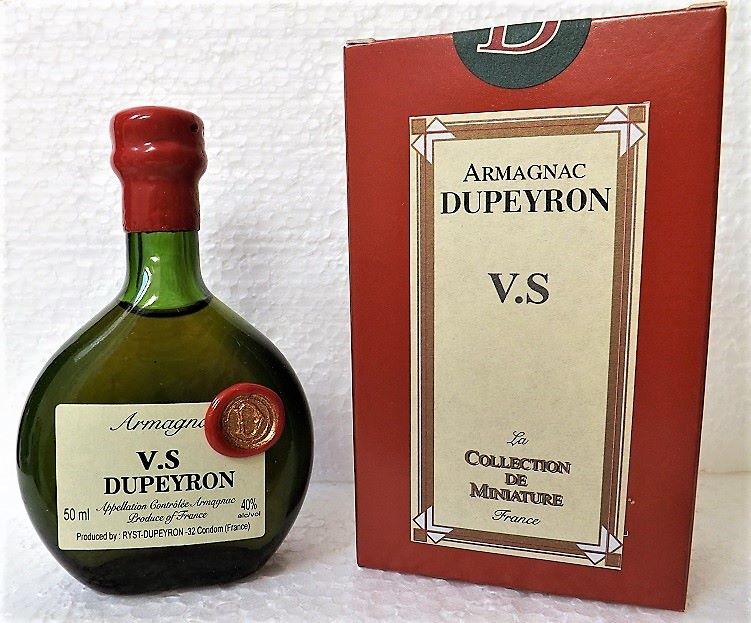 Armagnac
D
V.S
DUPEYRON
Appellation Contrôlée Armagnac
50 ml
Produce of France
40%
alc/vol
Produced by : RYST-DUPEYRON -32 Condom (France)
D
ARMAGNAC
DUPEYRON
V.S
La
COLLECTION
DE
MINIATURE
France